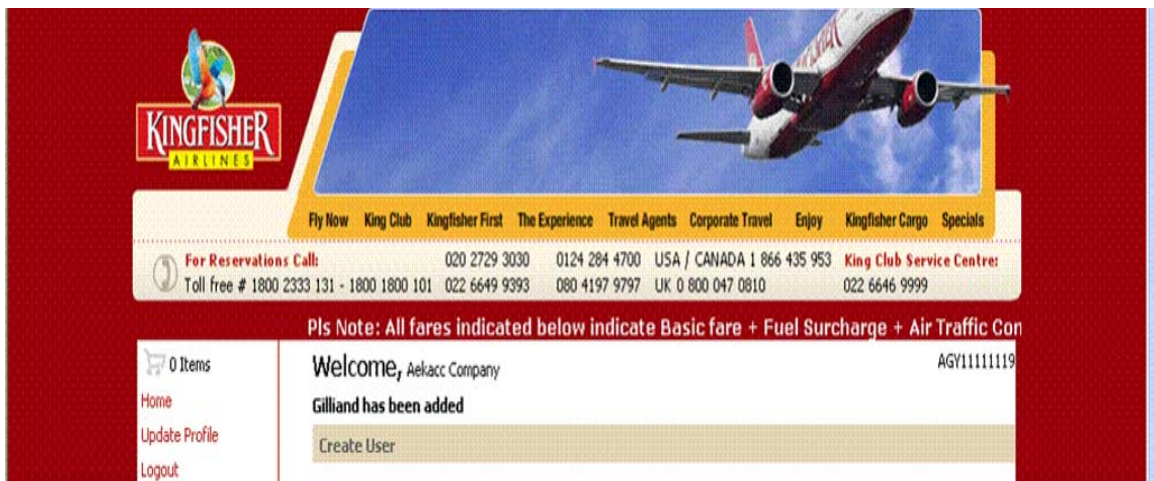 KINGFISHER
AIRLINES
Fly Now King Club Kingfisher First The Experience Travel Agents Corporate Travel Enjoy Kingfisher Cargo Specials
For Reservations Call: 020 2729 3030 0124 284 4700 USA / CANADA 1 866 435 953 King Club Service Centre:
Toll free # 1800 2333 131 - 1800 1800 101 022 6649 9393 080 4197 9797 UK 0 800 047 0810 022 6646 9999
Pls Note: All fares indicated below indicate Basic fare + Fuel Surcharge + Air Traffic Con
0 Items
Welcome, Aekacc Company
AGY11111119
Home
Gilliand has been added
Update Profile
Create User
Logout